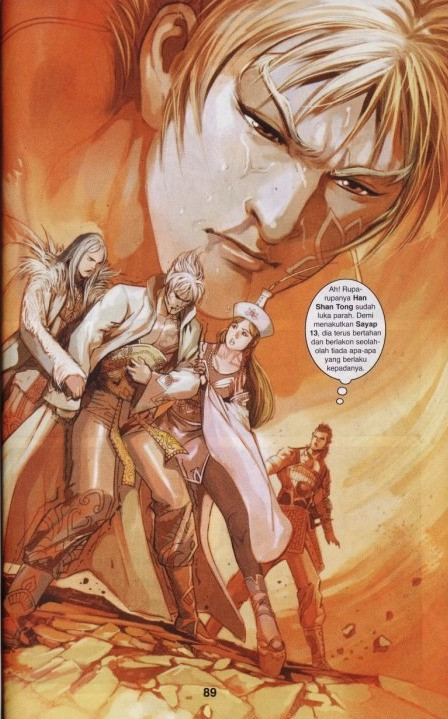 Ah! Rupa-
rupanya Han
Shan Tong sudah
luka parah. Demi
menakutkan Sayap
13, dia terus bertahan
dan berlakon seolah-
olah tiada apa-apa
yang berlaku
kepadanya.
89